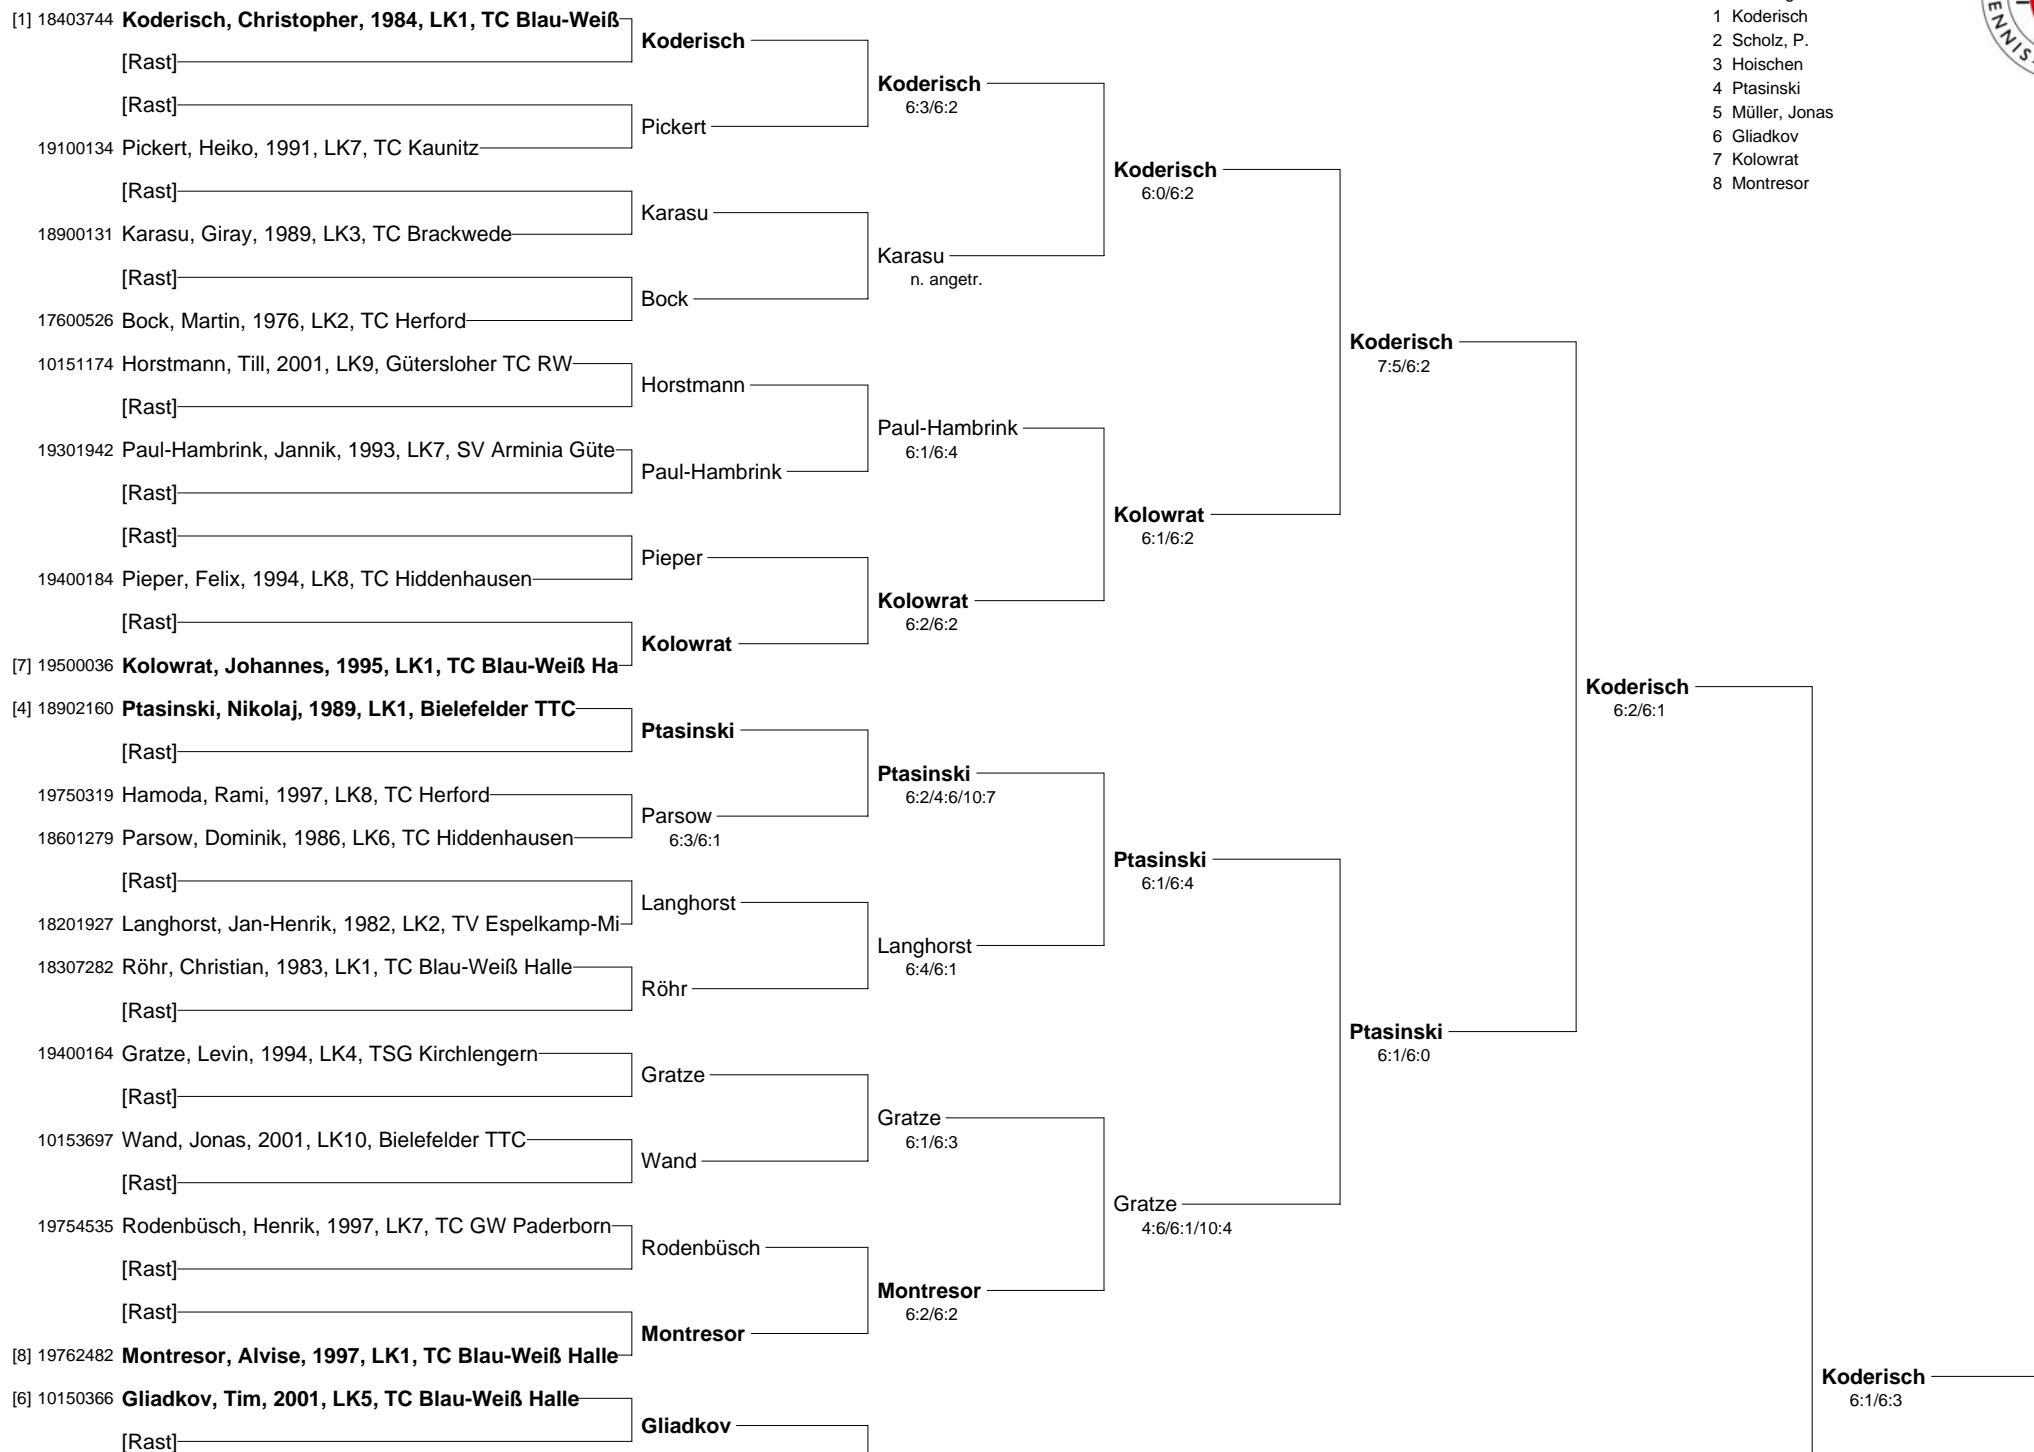 [1] 18403744 Koderisch, Christopher, 1984, LK1, TC Blau-Weiß
[Rast]
[Rast]
19100134 Pickert, Heiko, 1991, LK7, TC Kaunitz
[Rast]
18900131 Karasu, Giray, 1989, LK3, TC Brackwede
[Rast]
17600526 Bock, Martin, 1976, LK2, TC Herford
10151174 Horstmann, Till, 2001, LK9, Gütersloher TC RW
[Rast]
19301942 Paul-Hambrink, Jannik, 1993, LK7, SV Arminia Güte
[Rast]
[Rast]
19400184 Pieper, Felix, 1994, LK8, TC Hiddenhausen
[Rast]
[7] 19500036 Kolowrat, Johannes, 1995, LK1, TC Blau-Weiß Ha
[4] 18902160 Ptasinski, Nikolaj, 1989, LK1, Bielefelder TTC
[Rast]
19750319 Hamoda, Rami, 1997, LK8, TC Herford
18601279 Parsow, Dominik, 1986, LK6, TC Hiddenhausen
[Rast]
18201927 Langhorst, Jan-Henrik, 1982, LK2, TV Espelkamp-Mi
18307282 Röhr, Christian, 1983, LK1, TC Blau-Weiß Halle
[Rast]
19400164 Gratze, Levin, 1994, LK4, TSG Kirchlengern
[Rast]
10153697 Wand, Jonas, 2001, LK10, Bielefelder TTC
[Rast]
19754535 Rodenbüsch, Henrik, 1997, LK7, TC GW Paderborn
[Rast]
[Rast]
[8] 19762482 Montresor, Alvise, 1997, LK1, TC Blau-Weiß Halle
[6] 10150366 Gliadkov, Tim, 2001, LK5, TC Blau-Weiß Halle
[Rast]
Koderisch
Pickert
Karasu
Bock
Horstmann
Paul-Hambrink
Pieper
Kolowrat
Ptasinski
Parsow
6:3/6:1
Langhorst
Röhr
Gratze
Wand
Rodenbüsch
Montresor
Gliadkov
Koderisch
6:3/6:2
Karasu
n. angetr.
Paul-Hambrink
6:1/6:4
Kolowrat
6:2/6:2
Ptasinski
6:2/4:6/10:7
Langhorst
6:4/6:1
Gratze
6:1/6:3
Montresor
6:2/6:2
Koderisch
6:0/6:2
Kolowrat
6:1/6:2
Ptasinski
6:1/6:4
Gratze
4:6/6:1/10:4
Koderisch
7:5/6:2
Ptasinski
6:1/6:0
Koderisch
6:2/6:1
Koderisch
6:1/6:3
1 Koderisch
2 Scholz, P.
3 Hoischen
4 Ptasinski
5 Müller, Jonas
6 Gliadkov
7 Kolowrat
8 Montresor